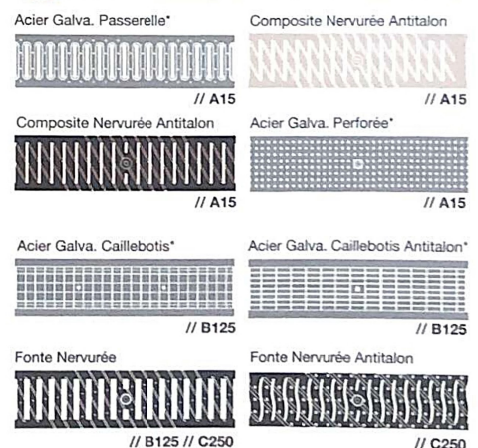 Acier Galva. Passerelle*
Composite Nervurée Antitalon
// A15
// A15
Composite Nervurée Antitalon
Acier Galva. Perforée*
// A15
// A15
Acier Galva. Caillebotis*
Acier Galva. Caillebotis Antitalon*
// B125
// B125
Fonte Nervurée
Fonte Nervurée Antitalon
// B125 // C250
// C250